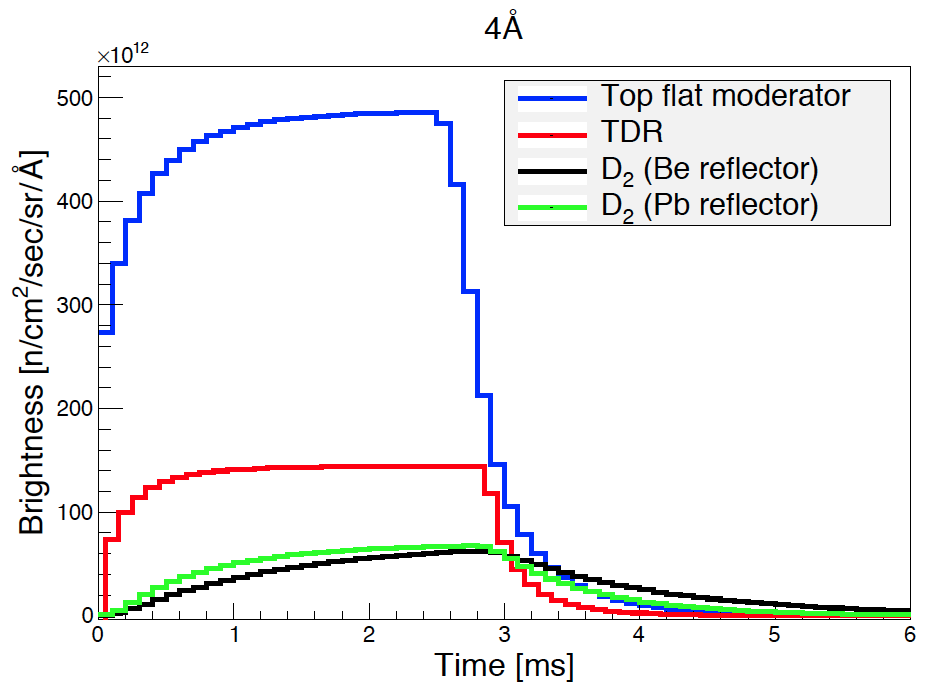 4Å
×10¹²
500
400
300
200
100
0
Brightness [n/cm²/sec/sr/Å]
Top flat moderator
TDR
D₂ (Be reflector)
D₂ (Pb reflector)
0 1 2 3 4 5 6
Time [ms]